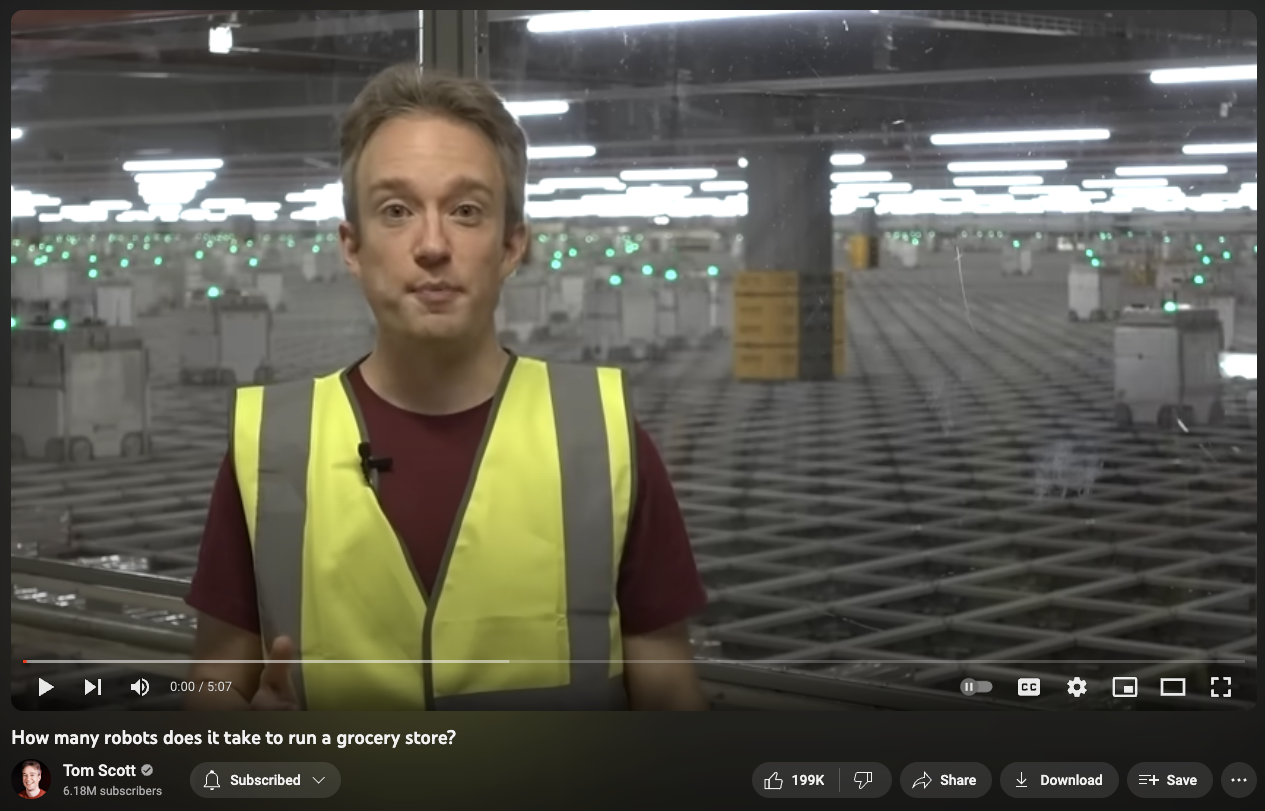 0:00 / 5:07
CC
How many robots does it take to run a grocery store?
Tom Scott
6.18M subscribers
Subscribed
199K
Share
Download
Save